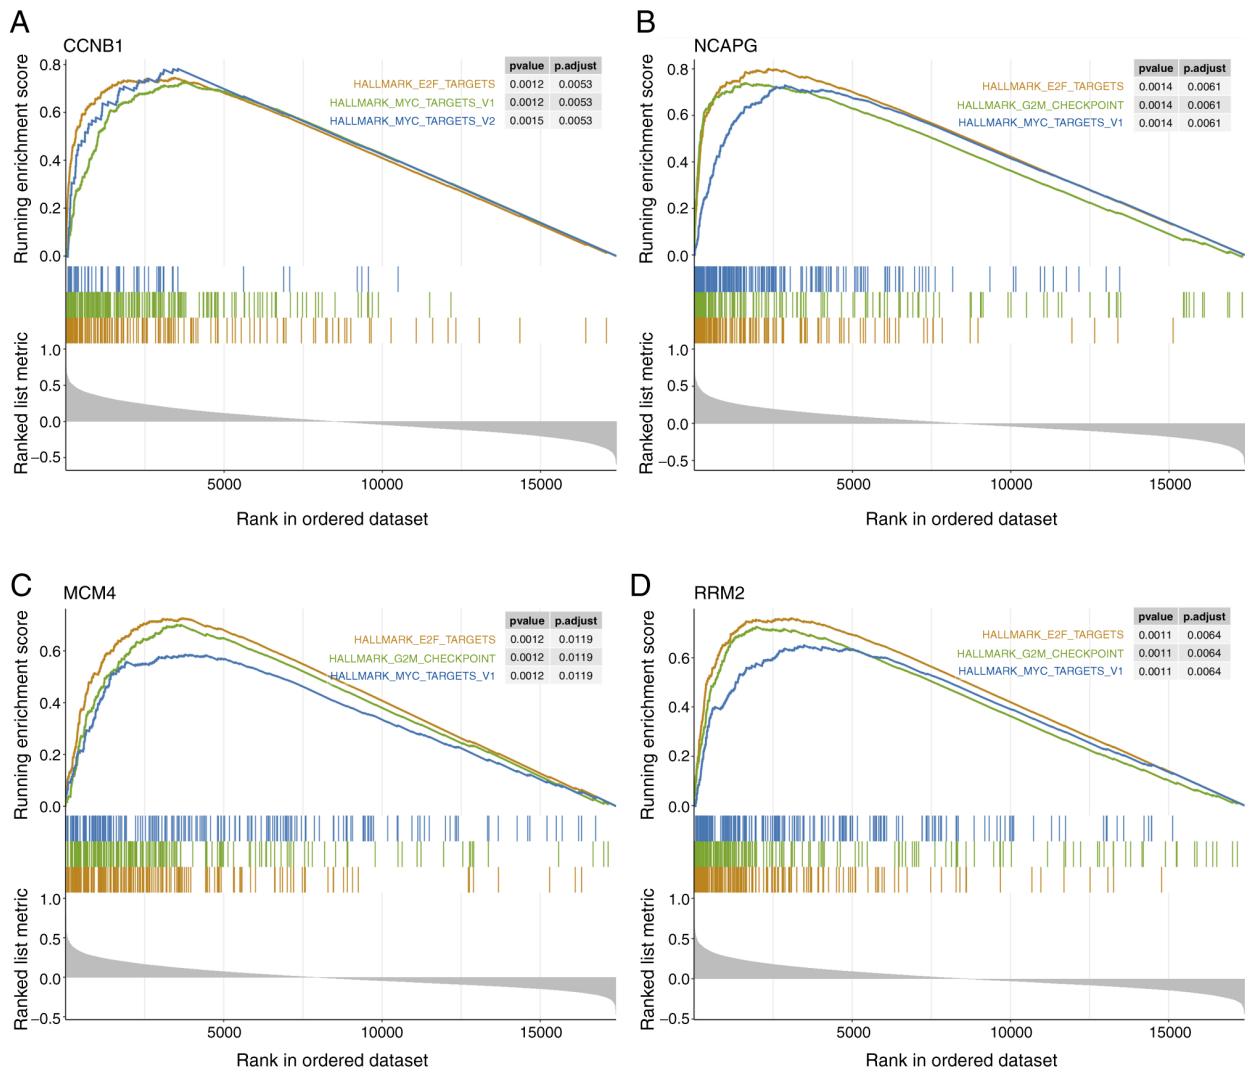 A
CCNB1
Running enrichment score
0.8
0.6
0.4
0.2
0.0
HALLMARK_E2F_TARGETS
HALLMARK_MYC_TARGETS_V1
HALLMARK_MYC_TARGETS_V2
pvalue p.adjust
0.0012 0.0053
0.0012 0.0053
0.0015 0.0053
Ranked list metric
1.0
0.5
0.0
−0.5
5000 10000 15000
Rank in ordered dataset
B
NCAPG
Running enrichment score
0.8
0.6
0.4
0.2
0.0
HALLMARK_E2F_TARGETS
HALLMARK_G2M_CHECKPOINT
HALLMARK_MYC_TARGETS_V1
pvalue p.adjust
0.0014 0.0061
0.0014 0.0061
0.0014 0.0061
Ranked list metric
1.0
0.5
0.0
−0.5
5000 10000 15000
Rank in ordered dataset
C
MCM4
Running enrichment score
0.6
0.4
0.2
0.0
HALLMARK_E2F_TARGETS
HALLMARK_G2M_CHECKPOINT
HALLMARK_MYC_TARGETS_V1
pvalue p.adjust
0.0012 0.0119
0.0012 0.0119
0.0012 0.0119
Ranked list metric
1.0
0.5
0.0
−0.5
5000 10000 15000
Rank in ordered dataset
D
RRM2
Running enrichment score
0.6
0.4
0.2
0.0
HALLMARK_E2F_TARGETS
HALLMARK_G2M_CHECKPOINT
HALLMARK_MYC_TARGETS_V1
pvalue p.adjust
0.0011 0.0064
0.0011 0.0064
0.0011 0.0064
Ranked list metric
1.0
0.5
0.0
−0.5
5000 10000 15000
Rank in ordered dataset